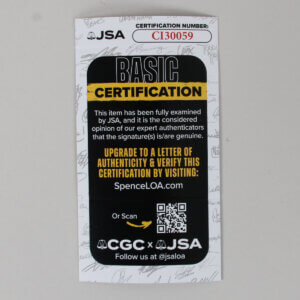 JSA
CERTIFICATION NUMBER:
CI30059
BASIC
CERTIFICATION
This item has been fully examined
by JSA, and it is the considered
opinion of our expert authenticators
that the signature(s) is/are genuine.
UPGRADE TO A LETTER OF
AUTHENTICITY & VERIFY THIS
CERTIFICATION BY VISITING:
SpenceLOA.com
Or Scan
CGC x JSA
Follow us at @jsaloa